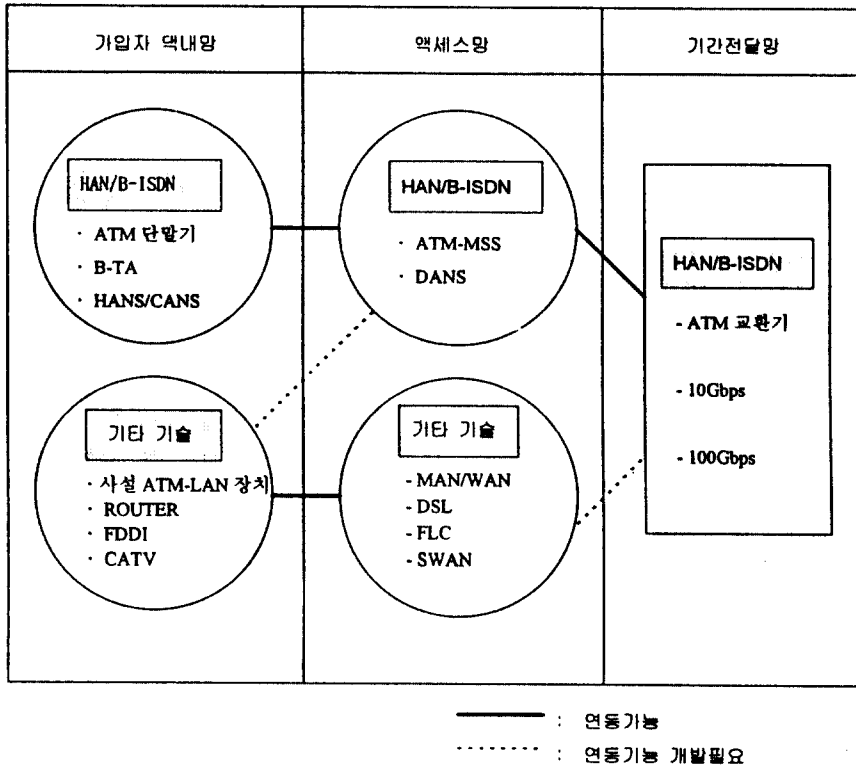 가입자 댁내망
액세스망
기간전달망
HAN/B-ISDN
· ATM 단말기
· B-TA
· HANS/CANS
HAN/B-ISDN
· ATM-MSS
· DANS
HAN/B-ISDN
- ATM 교환기
- 10Gbps
- 100Gbps
기타 기술
· 사설 ATM-LAN 장치
· ROUTER
· FDDI
· CATV
기타 기술
- MAN/WAN
- DSL
- FLC
- SWAN
: 연동가능
: 연동기능 개발필요